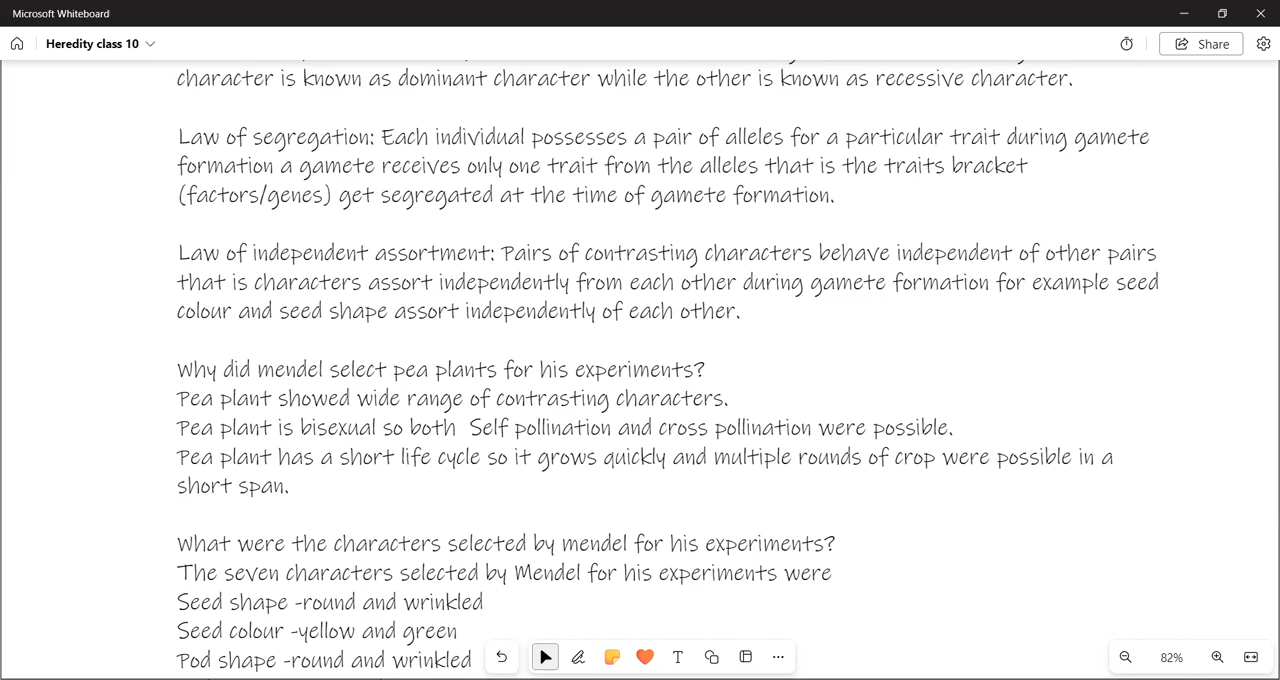 Microsoft Whiteboard
Heredity class 10
Share
character is known as dominant character while the other is known as recessive character.
Law of segregation: Each individual possesses a pair of alleles for a particular trait during gamete
formation a gamete receives only one trait from the alleles that is the traits bracket
(factors/genes) get segregated at the time of gamete formation.
Law of independent assortment: Pairs of contrasting characters behave independent of other pairs
that is characters assort independently from each other during gamete formation for example seed
colour and seed shape assort independently of each other.
Why did mendel select pea plants for his experiments?
Pea plant showed wide range of contrasting characters.
Pea plant is bisexual so both  Self pollination and cross pollination were possible.
Pea plant has a short life cycle so it grows quickly and multiple rounds of crop were possible in a
short span.
What were the characters selected by mendel for his experiments?
The seven characters selected by Mendel for his experiments were
Seed shape -round and wrinkled
Seed colour -yellow and green
Pod shape -round and wrinkled
T
82%